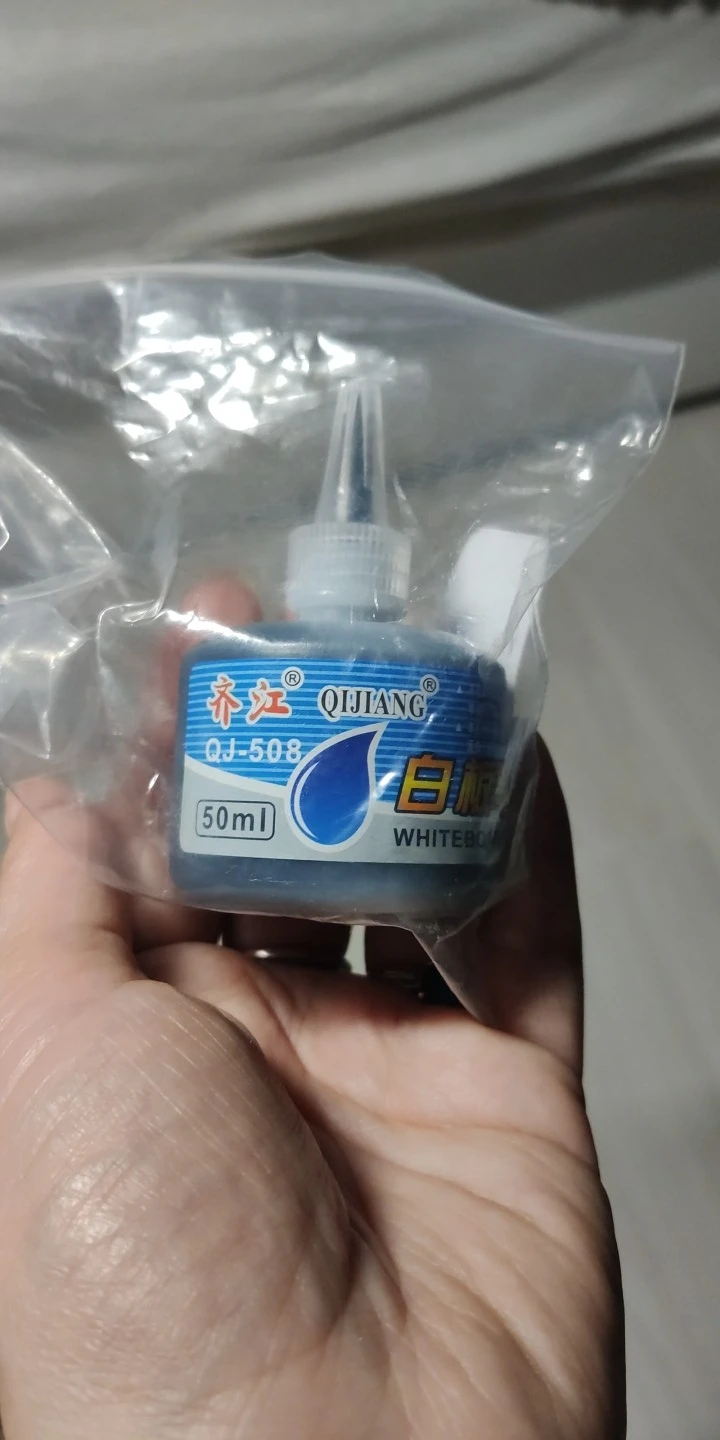 齐江® QIJIANG®
QJ-508
白板
50ml
WHITEBO